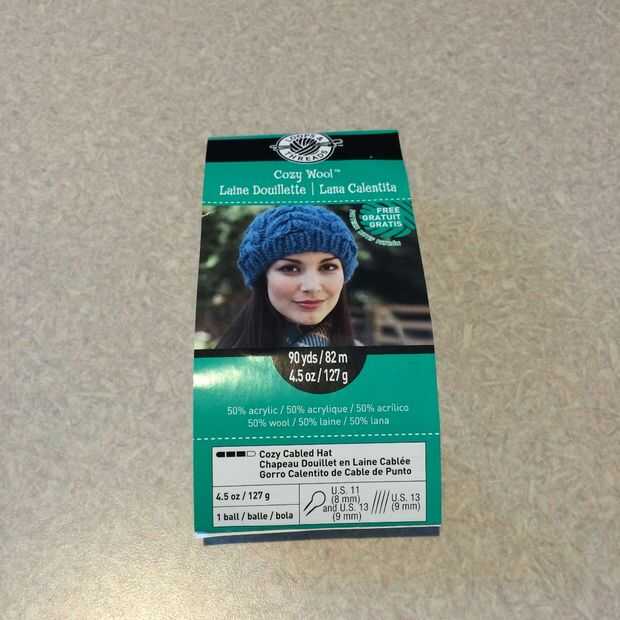 LOOPS & THREADS
Cozy Wool™
Laine Douillette | Lana Calentita
FREE
GRATUIT
GRATIS
90 yds / 82 m
4.5 oz / 127 g
50% acrylic / 50% acrylique / 50% acrílico
50% wool / 50% laine / 50% lana
Cozy Cabled Hat
Chapeau Douillet en Laine Cablée
Gorro Calentito de Cable de Punto
4.5 oz / 127 g
1 ball / balle / bola
U.S. 11
(8 mm)
and U.S. 13
(9 mm)
U.S. 13
(9 mm)